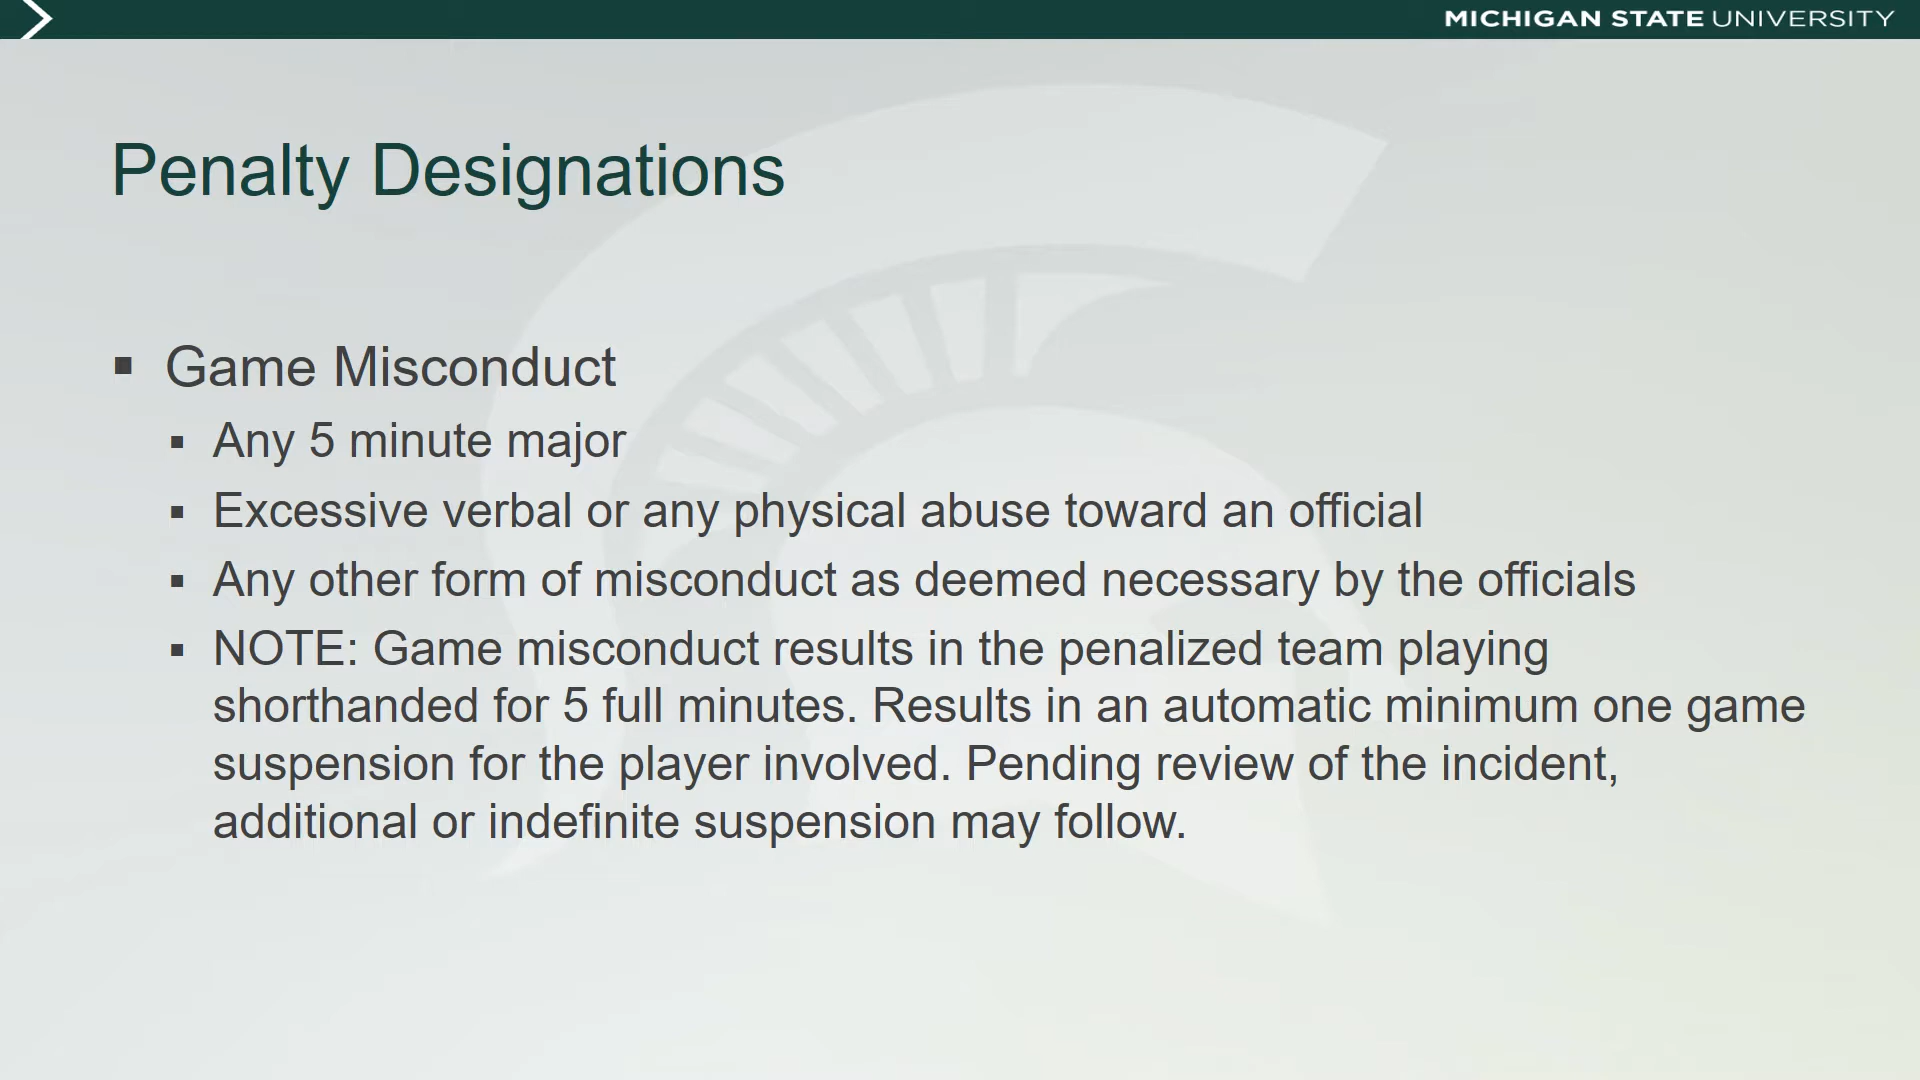 MICHIGAN STATE UNIVERSITY
Penalty Designations
▪ Game Misconduct
▪ Any 5 minute major
▪ Excessive verbal or any physical abuse toward an official
▪ Any other form of misconduct as deemed necessary by the officials
▪ NOTE: Game misconduct results in the penalized team playing
shorthanded for 5 full minutes. Results in an automatic minimum one game
suspension for the player involved. Pending review of the incident,
additional or indefinite suspension may follow.